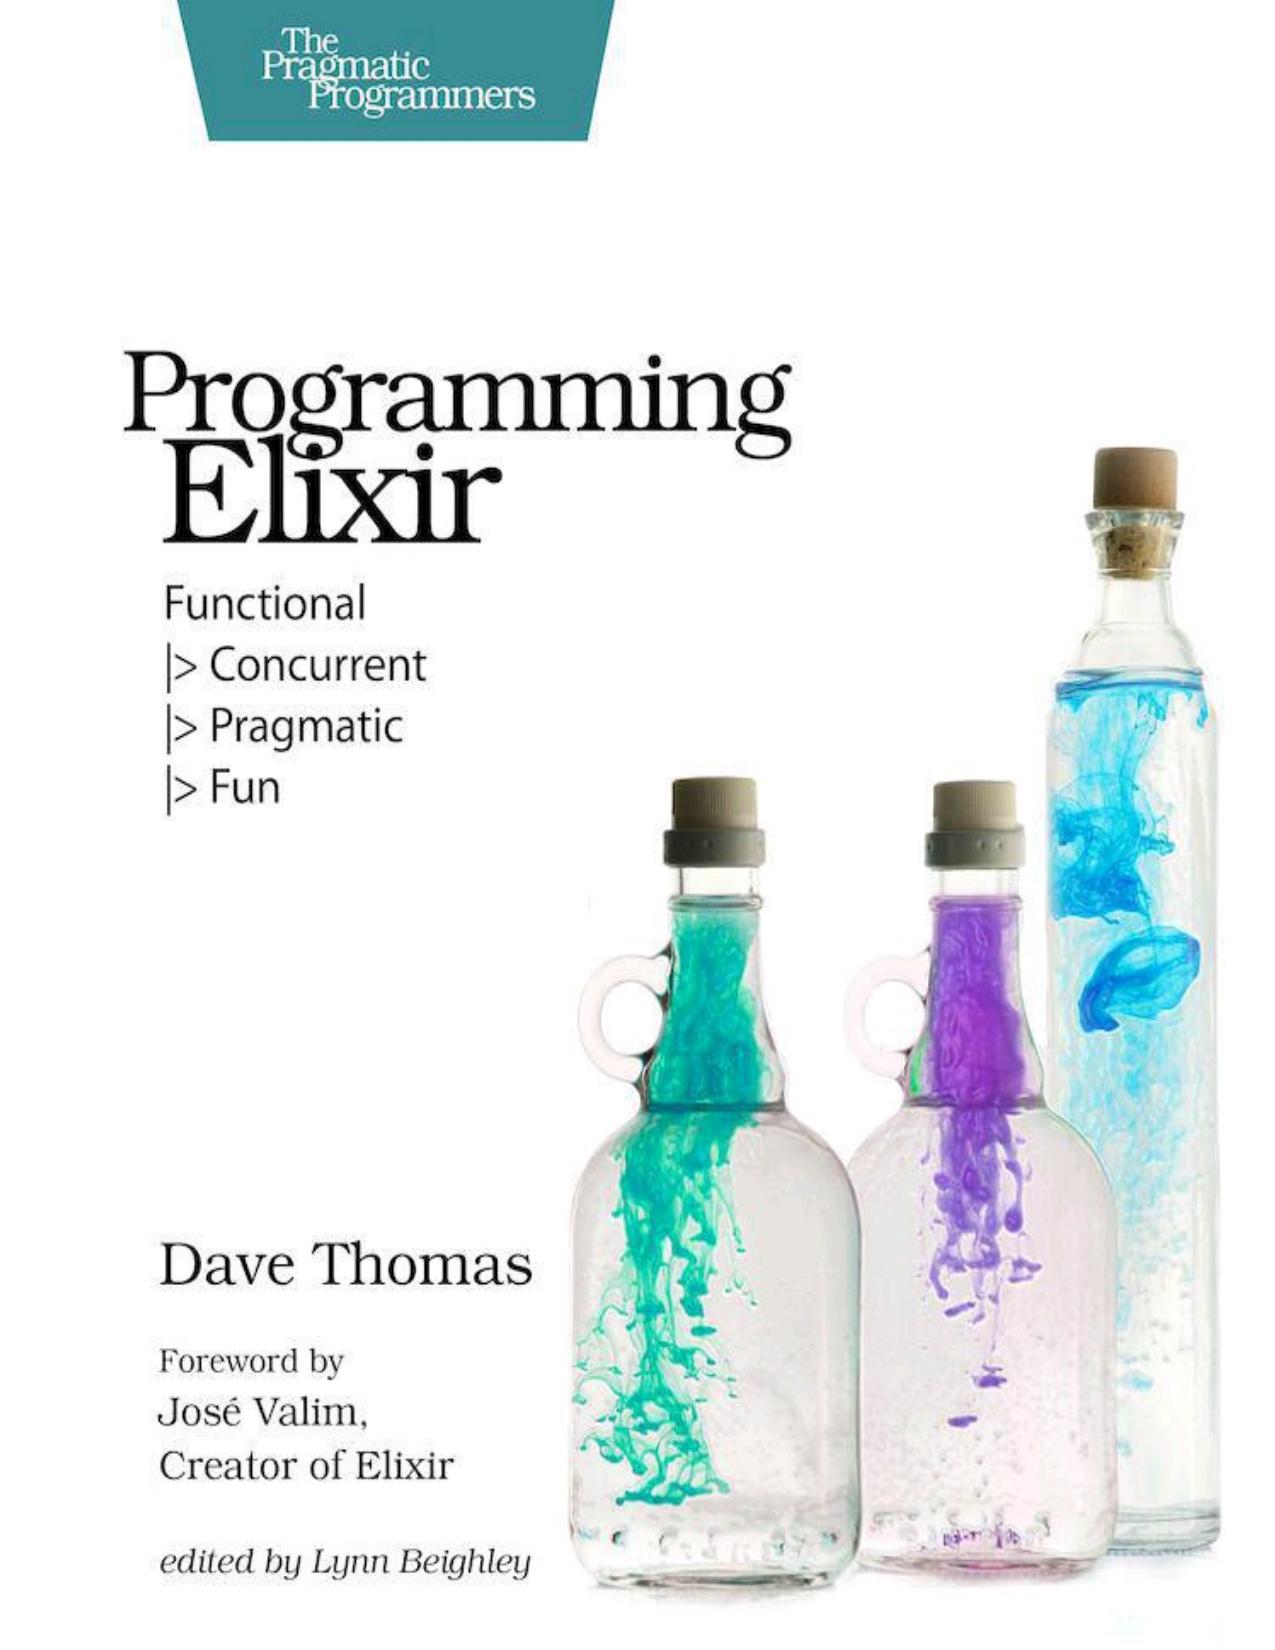 The
Pragmatic
Programmers
Programming
Elixir
Functional
|> Concurrent
|> Pragmatic
|> Fun
Dave Thomas
Foreword by
José Valim,
Creator of Elixir
edited by Lynn Beighley